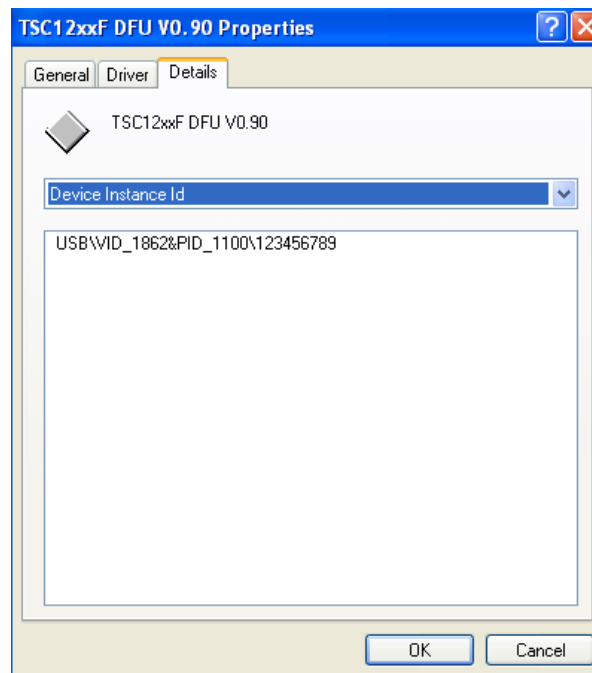 TSC12xxF DFU V0.90 Properties
General Driver Details
TSC12xxF DFU V0.90
Device Instance Id
USB\VID_1862&PID_1100\123456789
OK Cancel